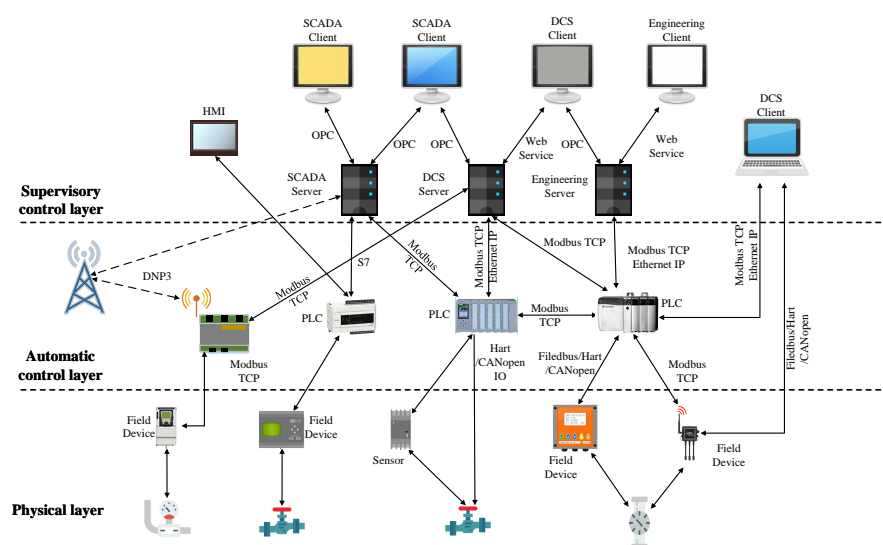 SCADA
Client
SCADA
Client
DCS
Client
Engineering
Client
HMI
DCS
Client
OPC
OPC
OPC
Web
Service
OPC
Web
Service
SCADA
Server
DCS
Server
Engineering
Server
Supervisory
control layer
DNP3
Modbus
TCP
S7
Modbus
TCP
Modbus TCP
Ethernet IP
Modbus TCP
Modbus TCP
Ethernet IP
Modbus TCP
Ethernet IP
Filedbus/Hart
/CANopen
PLC
PLC
Modbus
TCP
PLC
Automatic
control layer
Modbus
TCP
Hart
/CANopen
IO
Filedbus/Hart
/CANopen
Modbus
TCP
Field
Device
Field
Device
Sensor
Field
Device
Field
Device
Physical layer